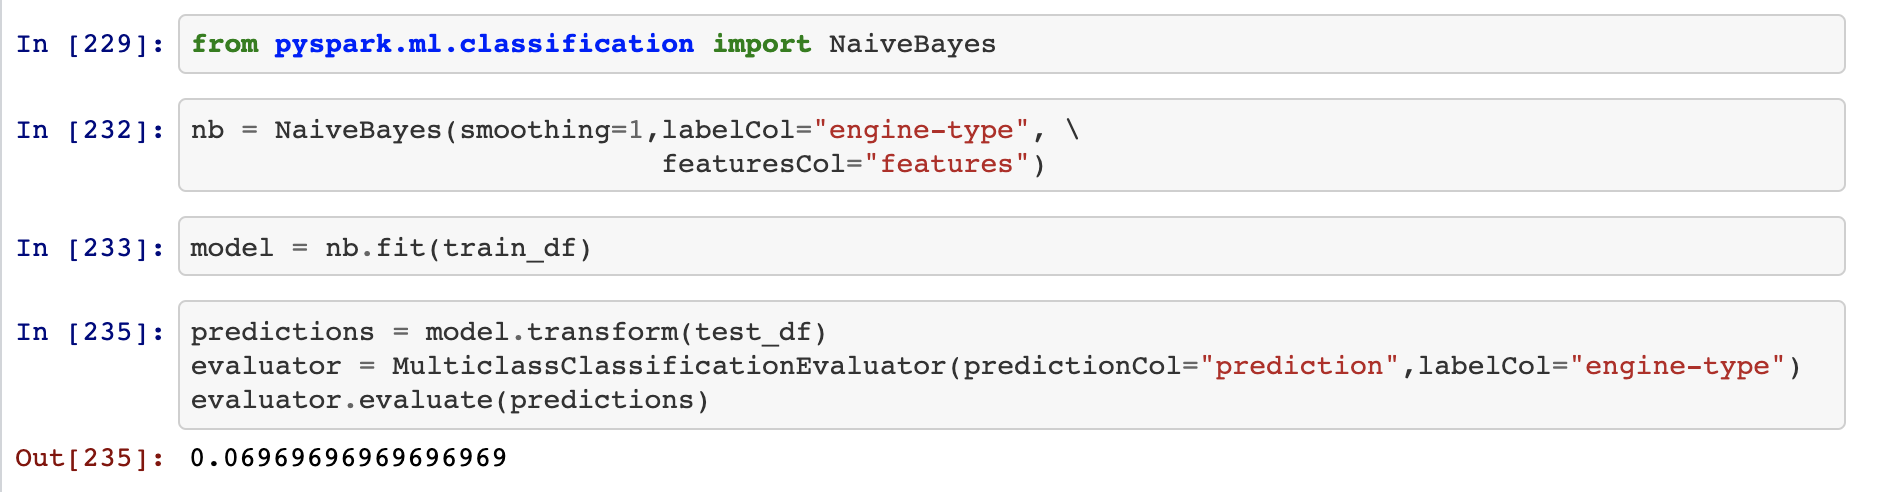 In [229]: from pyspark.ml.classification import NaiveBayes
In [232]: nb = NaiveBayes(smoothing=1,labelCol="engine-type", \
featuresCol="features")
In [233]: model = nb.fit(train_df)
In [235]: predictions = model.transform(test_df)
evaluator = MulticlassClassificationEvaluator(predictionCol="prediction",labelCol="engine-type")
evaluator.evaluate(predictions)
Out[235]: 0.06969696969696969